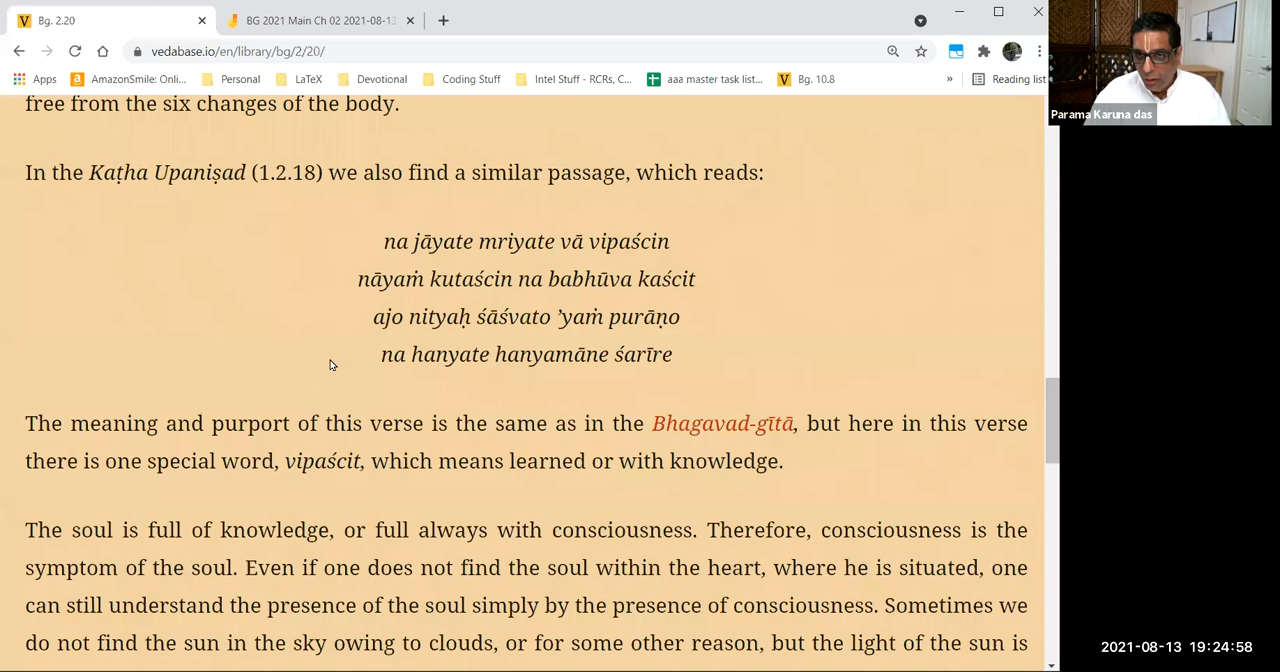 Bg. 2.20
BG 2021 Main Ch 02 2021-08-13
vedabase.io/en/library/bg/2/20/
Apps AmazonSmile: Onli... Personal LaTeX Devotional Coding Stuff Intel Stuff - RCRs, C... aaa master task list... Bg. 10.8 » Reading list
Parama Karuna das
free from the six changes of the body.
In the Kaṭha Upaniṣad (1.2.18) we also find a similar passage, which reads:
na jāyate mriyate vā vipaścin
nāyaṁ kutaścin na babhūva kaścit
ajo nityaḥ śāśvato ’yaṁ purāṇo
na hanyate hanyamāne śarīre
The meaning and purport of this verse is the same as in the Bhagavad-gītā, but here in this verse
there is one special word, vipaścit, which means learned or with knowledge.
The soul is full of knowledge, or full always with consciousness. Therefore, consciousness is the
symptom of the soul. Even if one does not find the soul within the heart, where he is situated, one
can still understand the presence of the soul simply by the presence of consciousness. Sometimes we
do not find the sun in the sky owing to clouds, or for some other reason, but the light of the sun is
2021-08-13 19:24:58